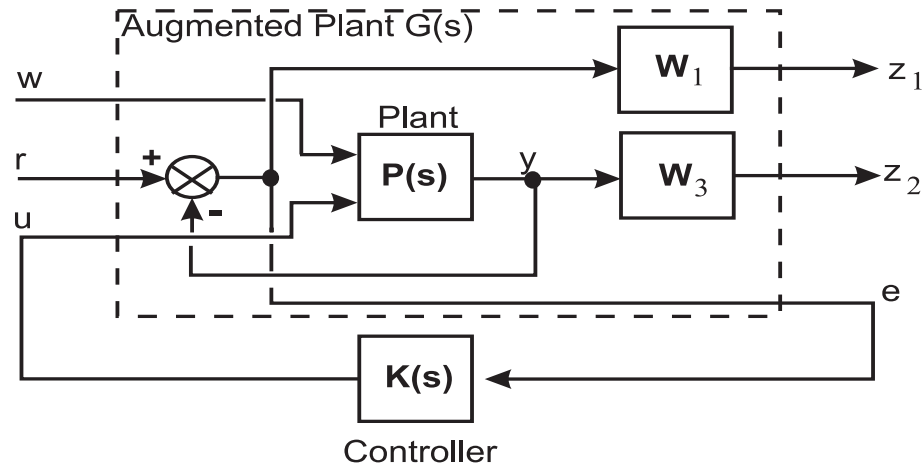 Augmented Plant G(s)
w
Plant
W1
z1
r
+
P(s)
y
W3
z2
u
-
e
K(s)
Controller